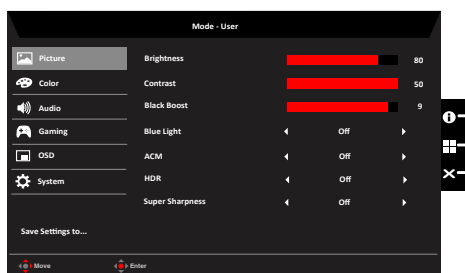 Mode - User
Picture
Color
Audio
Gaming
OSD
System
Save Settings to...
Brightness 80
Contrast 50
Black Boost 9
Blue Light Off
ACM Off
HDR Off
Super Sharpness Off
Move Enter